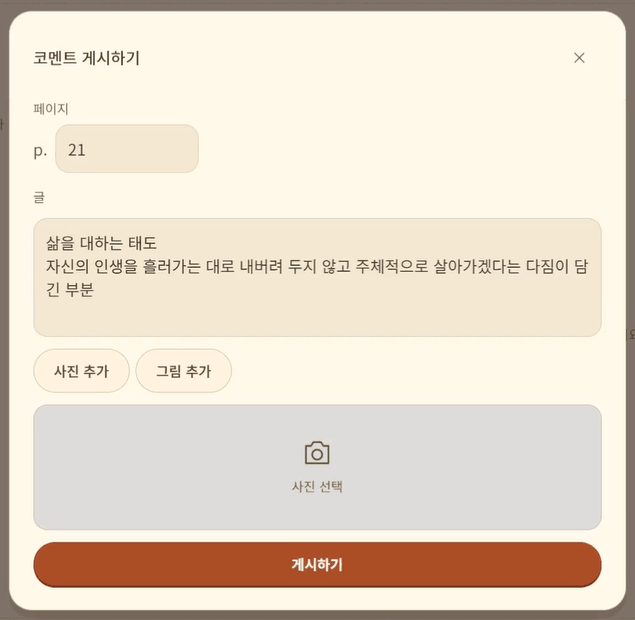 코멘트 게시하기
페이지
p. 21
글
삶을 대하는 태도
자신의 인생을 흘러가는 대로 내버려 두지 않고 주체적으로 살아가겠다는 다짐이 담
긴 부분
사진 추가 그림 추가
사진 선택
게시하기